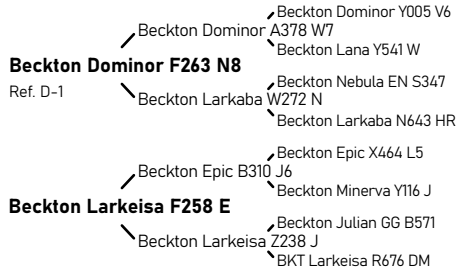 Beckton Dominor Y005 V6
Beckton Dominor A378 W7
Beckton Lana Y541 W
Beckton Dominor F263 N8
Ref. D-1
Beckton Nebula EN S347
Beckton Larkaba W272 N
Beckton Larkaba N643 HR
Beckton Epic X464 L5
Beckton Epic B310 J6
Beckton Minerva Y116 J
Beckton Larkeisa F258 E
Beckton Julian GG B571
Beckton Larkeisa Z238 J
BKT Larkeisa R676 DM